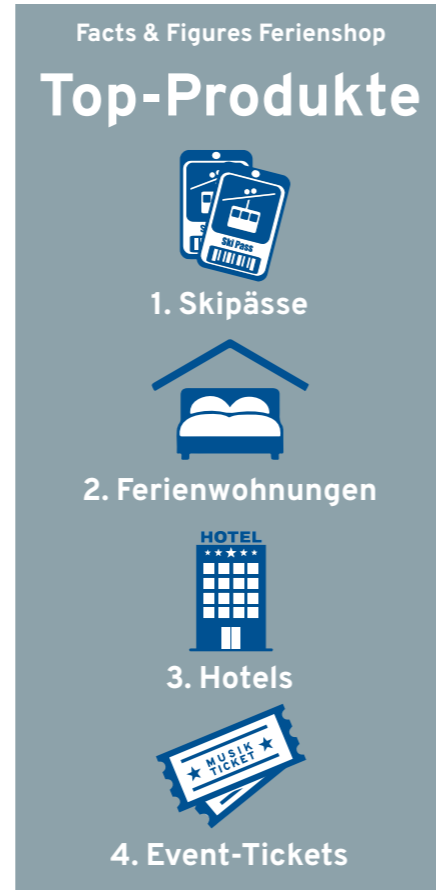 Facts & Figures Ferienshop
Top-Produkte
Ski Pass
1. Skipässe
2. Ferienwohnungen
HOTEL
3. Hotels
MUSIK
TICKET
4. Event-Tickets